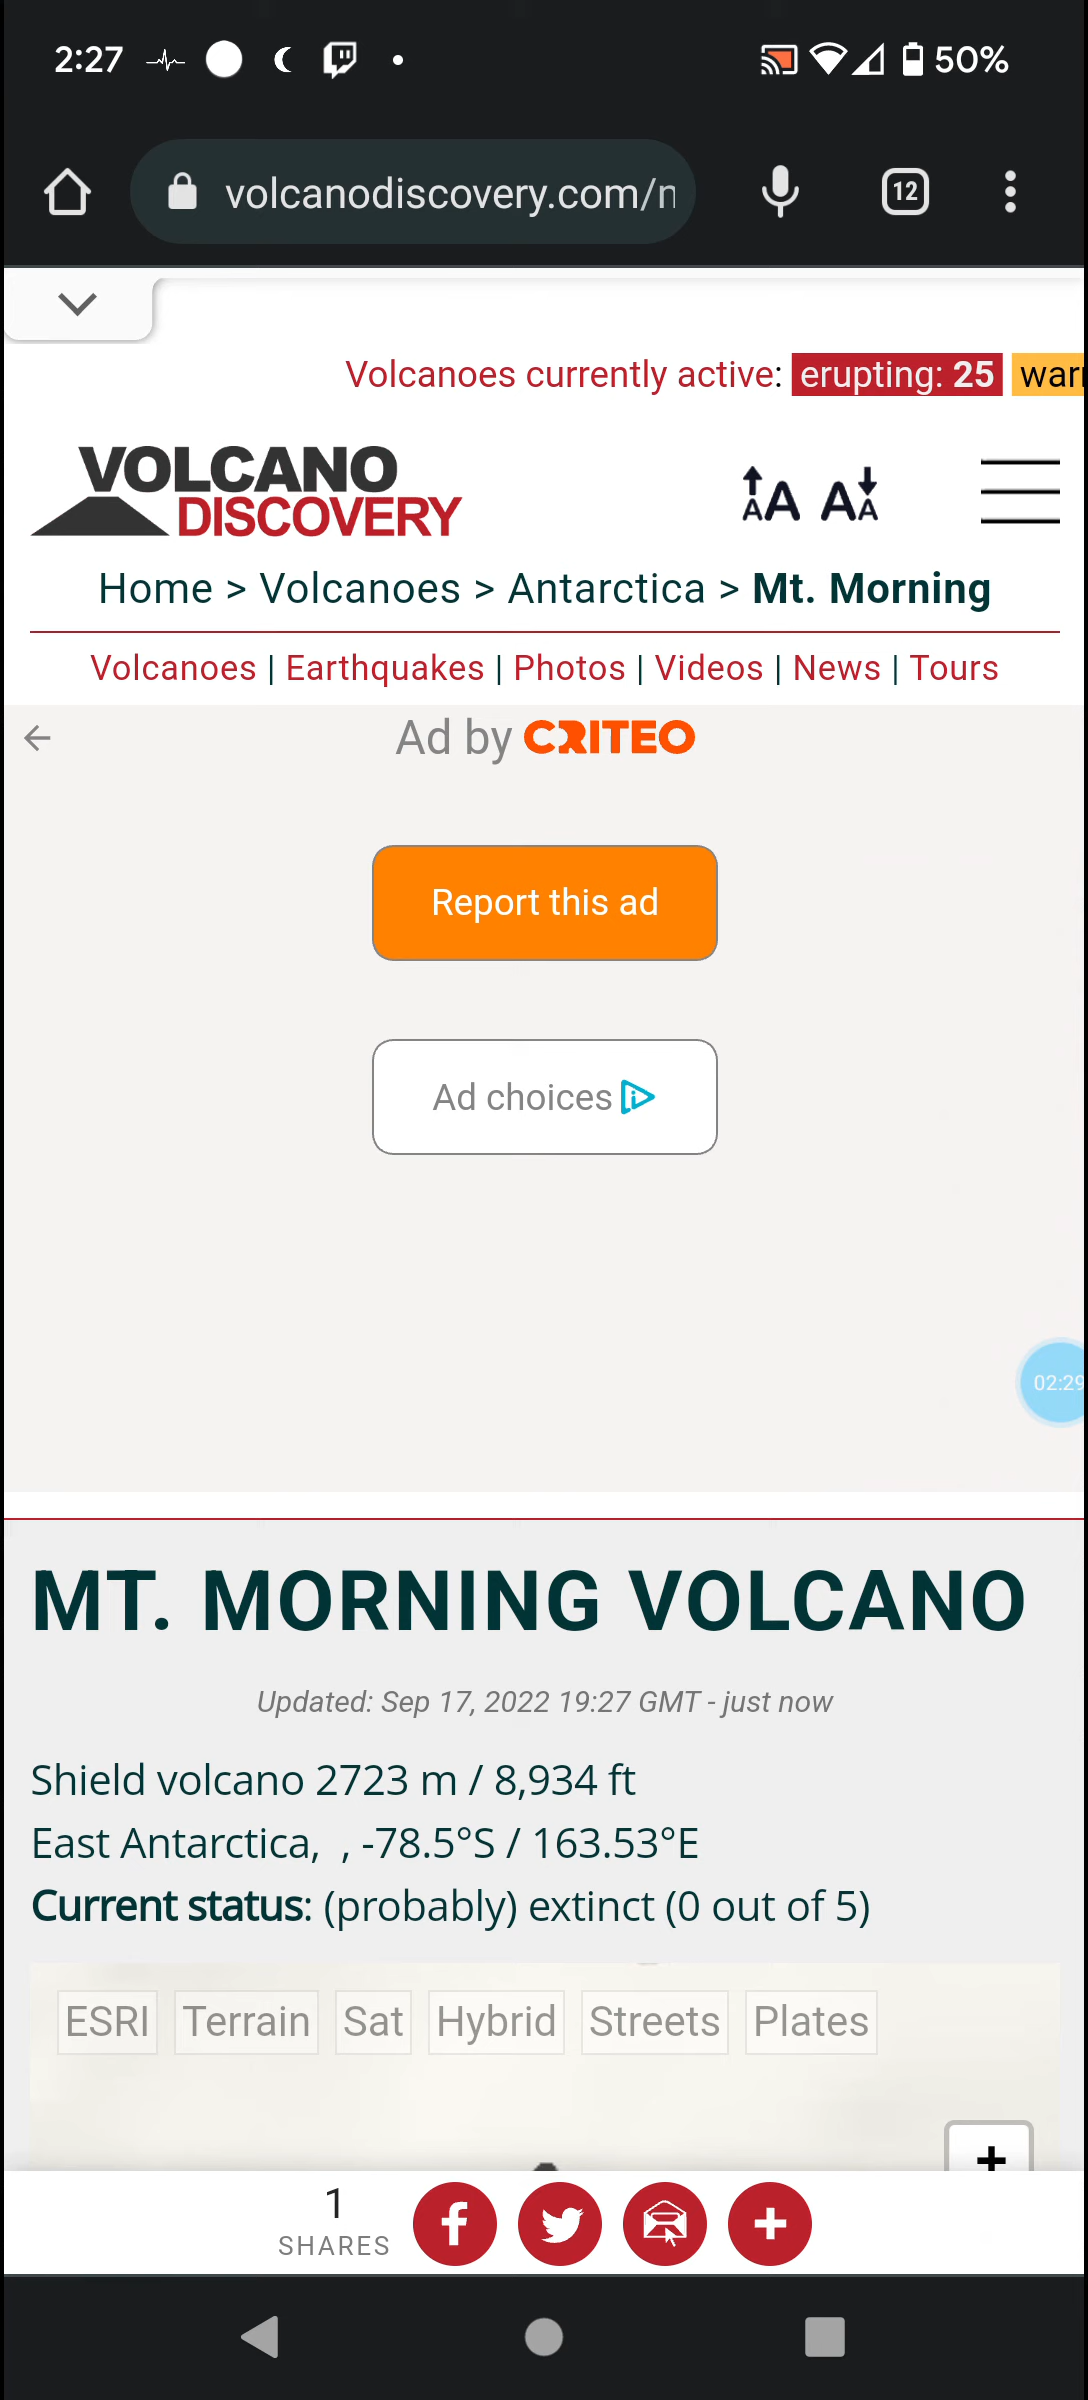 2:27
50%
volcanodiscovery.com/n
12
Volcanoes currently active: erupting: 25 warn
VOLCANO
DISCOVERY
Home > Volcanoes > Antarctica > Mt. Morning
Volcanoes | Earthquakes | Photos | Videos | News | Tours
Ad by CRITEO
Report this ad
Ad choices
02:29
MT. MORNING VOLCANO
Updated: Sep 17, 2022 19:27 GMT - just now
Shield volcano 2723 m / 8,934 ft
East Antarctica, , -78.5°S / 163.53°E
Current status: (probably) extinct (0 out of 5)
ESRI Terrain Sat Hybrid Streets Plates
+
1
SHARES